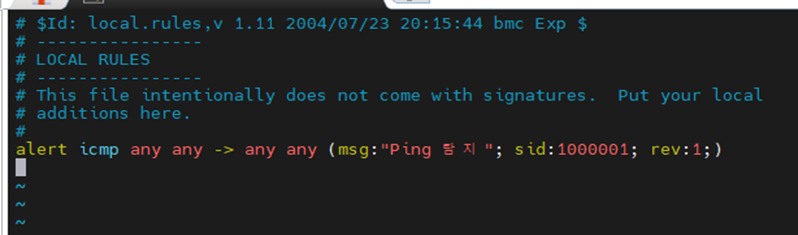 # $Id: local.rules,v 1.11 2004/07/23 20:15:44 bmc Exp $
# ----------------
# LOCAL RULES
# ----------------
# This file intentionally does not come with signatures.  Put your local
# additions here.
#
alert icmp any any -> any any (msg:"Ping 탐지"; sid:1000001; rev:1;)
~
~
~